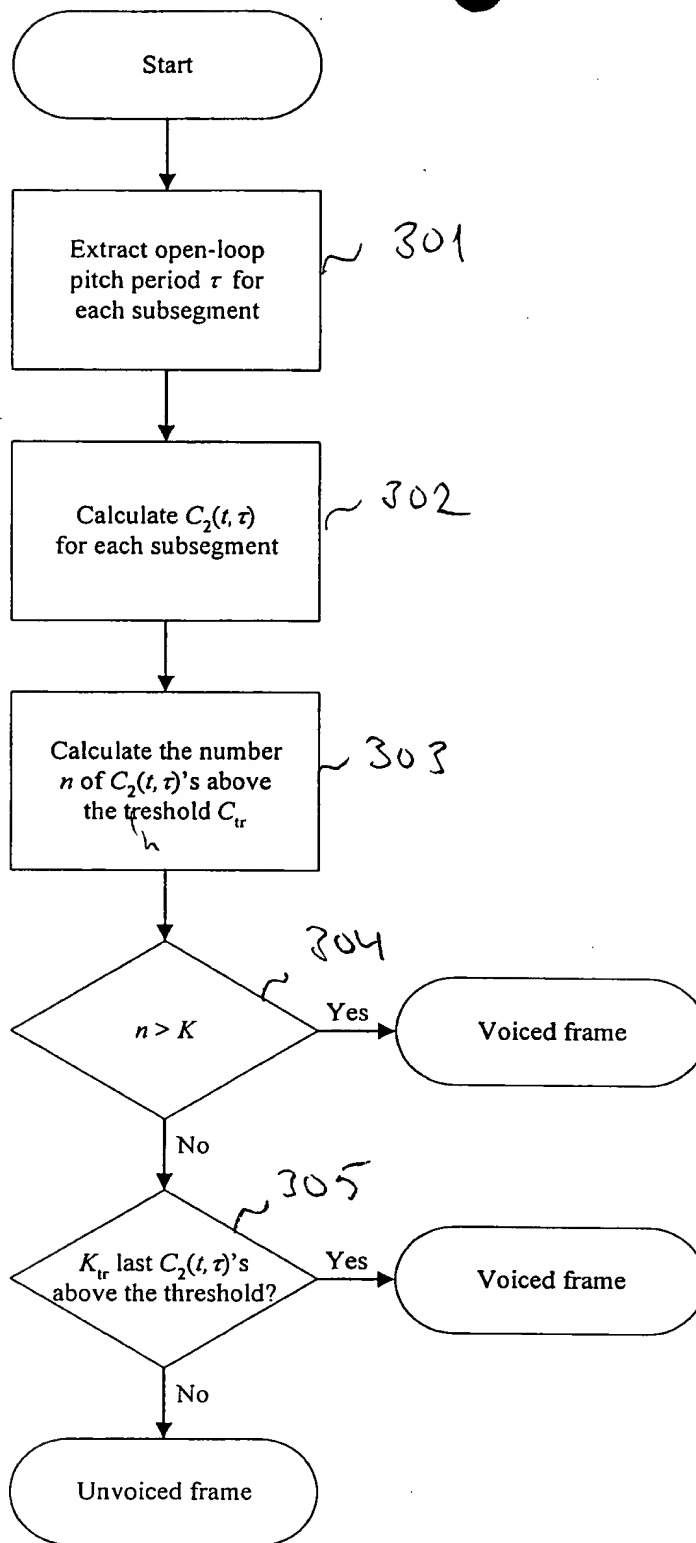 Start
Extract open-loop
pitch period τ for
each subsegment
301
Calculate C₂(t, τ)
for each subsegment
302
Calculate the number
n of C₂(t, τ)'s above
the treshold Cₜᵣ
h
303
304
n > K
Yes
Voiced frame
No
305
Kₜᵣ last C₂(t, τ)'s
above the threshold?
Yes
Voiced frame
No
Unvoiced frame